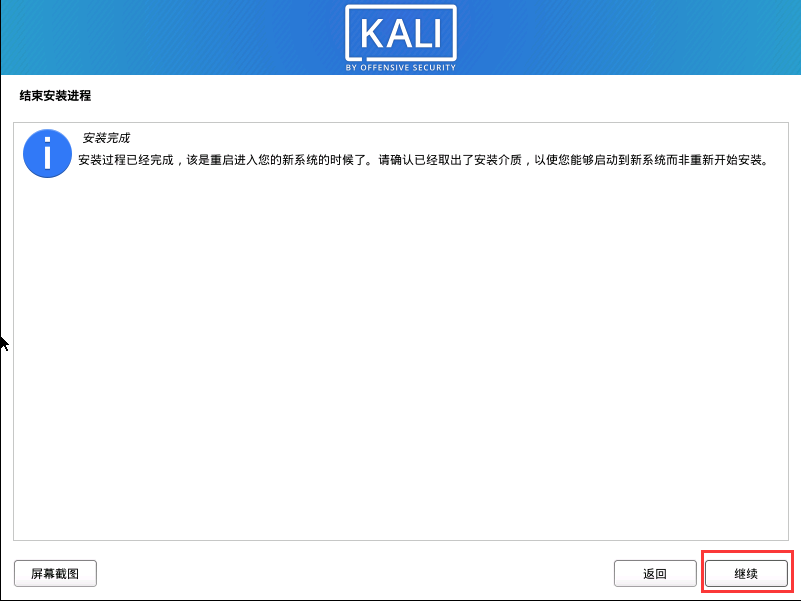 KALI
BY OFFENSIVE SECURITY
结束安装进程
安装完成
安装过程已经完成，该是重启进入您的新系统的时候了。请确认已经取出了安装介质，以使您能够启动到新系统而非重新开始安装。
屏幕截图
返回
继续